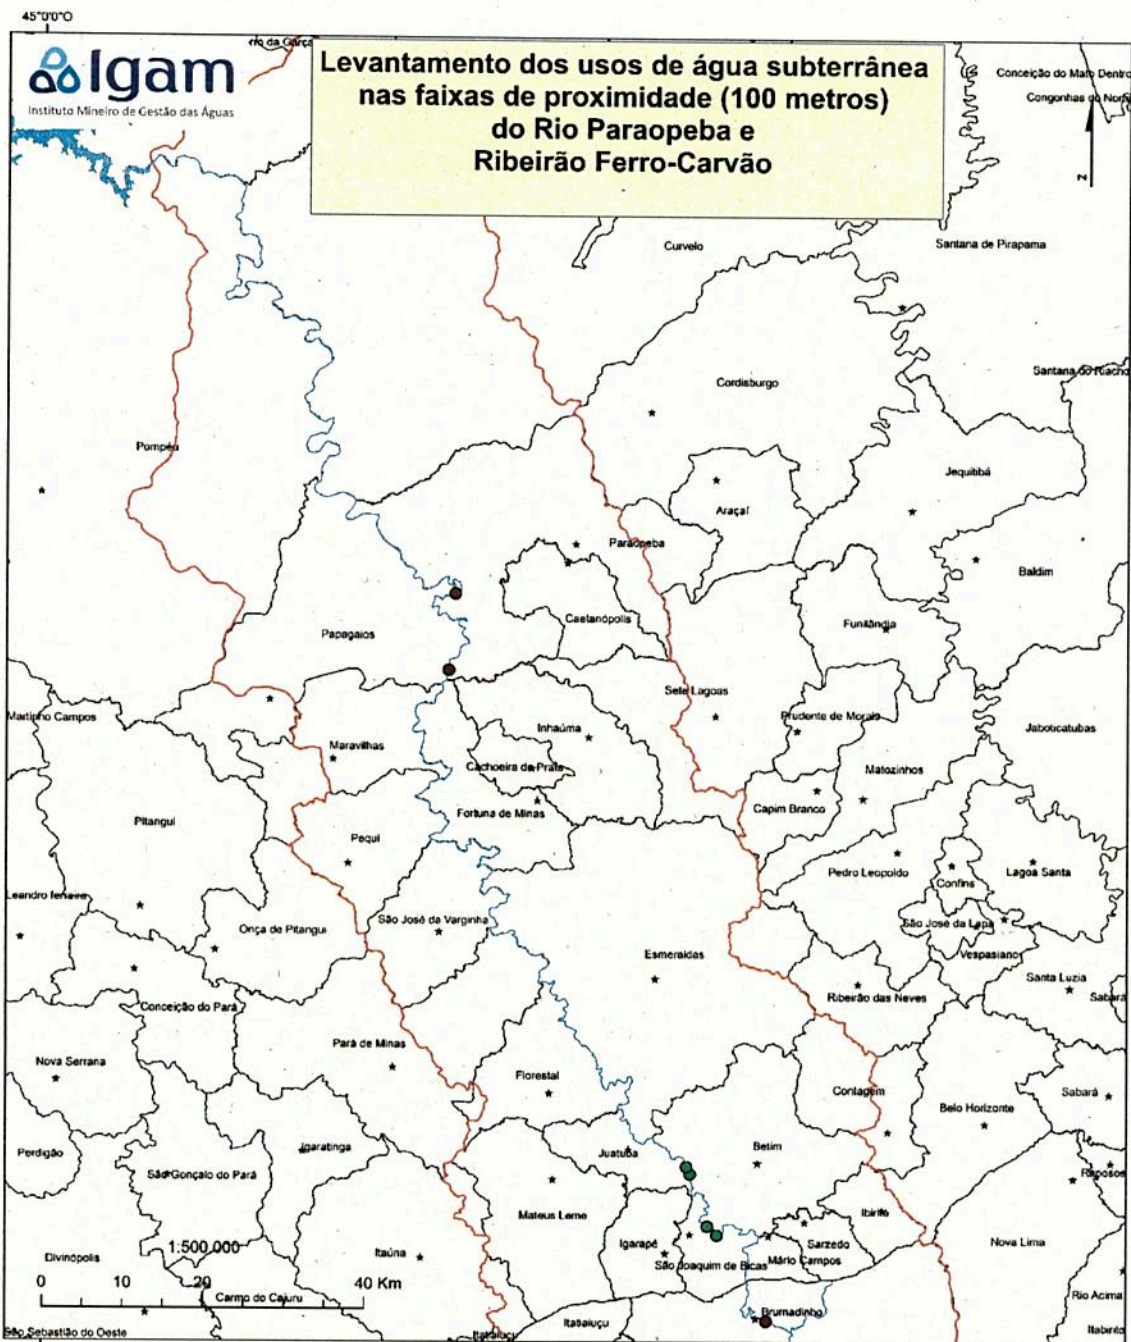 45°0'0"O
Igam
Instituto Mineiro de Gestão das Águas
Levantamento dos usos de água subterrânea
nas faixas de proximidade (100 metros)
do Rio Paraopeba e
Ribeirão Ferro-Carvão
Conceição do Mato Dentro
Congonhas do Norte
N
Curvelo
Santana de Pirapama
Santana do Riacho
Cordisburgo
Pompéu
Jequitibá
Araçaí
Paraopeba
Baldim
Caetanópolis
Funilândia
Papagaios
Sete Lagoas
Prudente de Morais
Martinho Campos
Inhaúma
Jaboticatubas
Maravilhas
Cachoeira da Prata
Matozinhos
Capim Branco
Fortuna de Minas
Pitangui
Pequi
Pedro Leopoldo
Lagoa Santa
Confins
Leandro ferreira
São José da Varginha
São José da Lapa
Onça de Pitangui
Esmeraldas
Vespasiano
Santa Luzia
Ribeirão das Neves
Sabará
Conceição do Pará
Pará de Minas
Nova Serrana
Florestal
Contagem
Sabará
Belo Horizonte
Perdigão
Igaratinga
Juatuba
Betim
São Gonçalo do Pará
Raposos
Mateus Leme
Ibirité
Igarapé
Sarzedo
Nova Lima
Divinópolis
1:500.000
Itaúna
São Joaquim de Bicas
Mário Campos
0 10 20 40 Km
Carmo do Cajuru
Rio Acima
Itatiaiuçu
Brumadinho
São Sebastião do Oeste
Itatiaiuçu
Itabirito